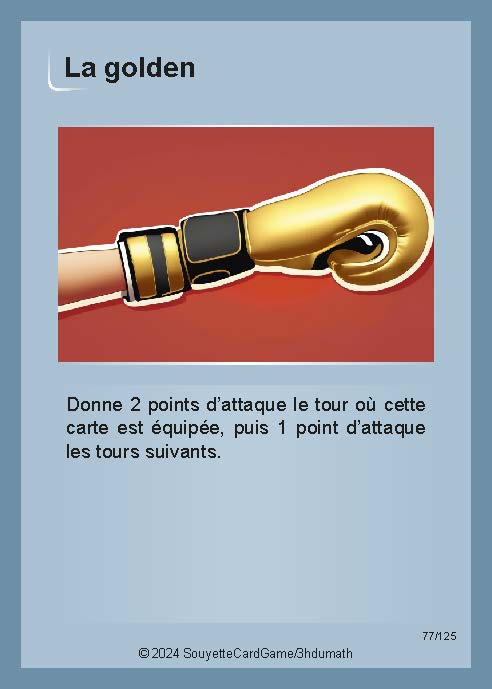 La golden
Donne 2 points d’attaque le tour où cette
carte est équipée, puis 1 point d’attaque
les tours suivants.
77/125
© 2024 SouyetteCardGame/3hdumath